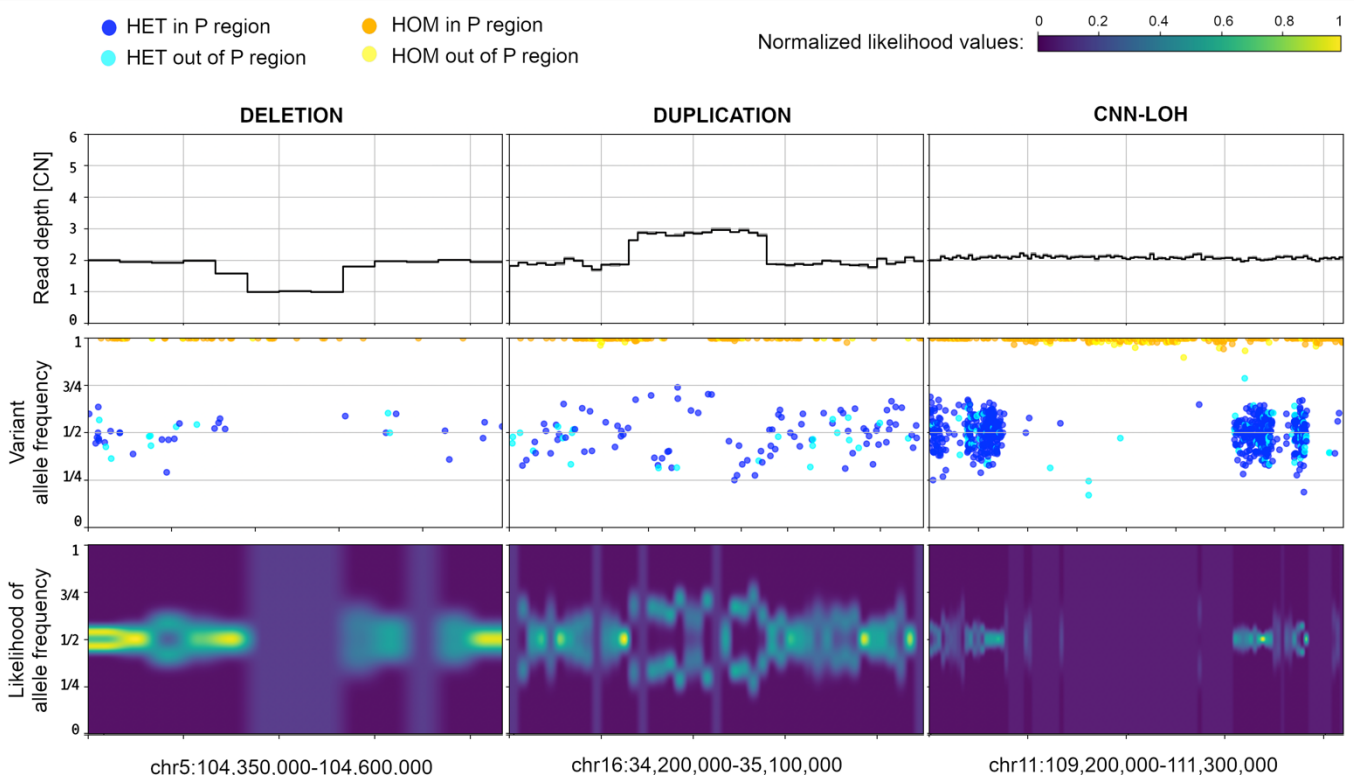 HET in P region
HOM in P region
HET out of P region
HOM out of P region
Normalized likelihood values:
0 0.2 0.4 0.6 0.8 1
DELETION
DUPLICATION
CNN-LOH
Read depth [CN]
6
5
4
3
2
1
0
Variant
allele frequency
1
3/4
1/2
1/4
0
Likelihood of
allele frequency
1
3/4
1/2
1/4
0
chr5:104,350,000-104,600,000
chr16:34,200,000-35,100,000
chr11:109,200,000-111,300,000